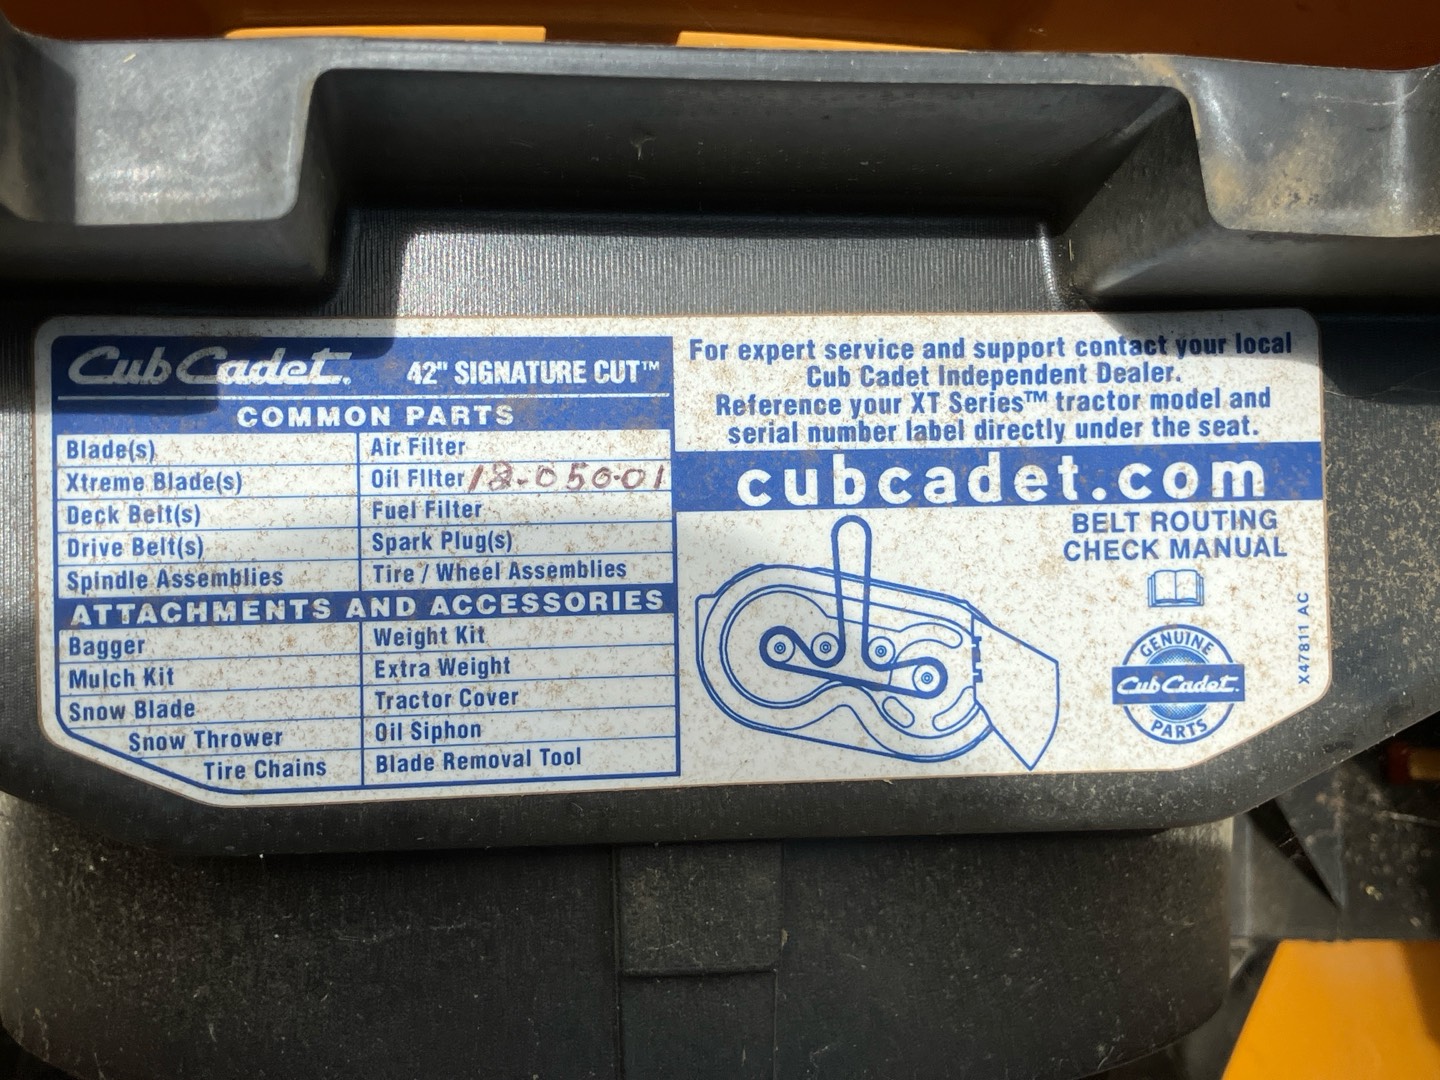 Cub Cadet. 42" SIGNATURE CUT™
COMMON PARTS
Blade(s) Air Filter
Xtreme Blade(s) Oil Filter 12-050-01
Deck Belt(s) Fuel Filter
Drive Belt(s) Spark Plug(s)
Spindle Assemblies Tire / Wheel Assemblies
ATTACHMENTS AND ACCESSORIES
Bagger Weight Kit
Mulch Kit Extra Weight
Snow Blade Tractor Cover
Snow Thrower Oil Siphon
Tire Chains Blade Removal Tool
For expert service and support contact your local
Cub Cadet Independent Dealer.
Reference your XT Series™ tractor model and
serial number label directly under the seat.
cubcadet.com
BELT ROUTING
CHECK MANUAL
GENUINE
Cub Cadet.
PARTS
X47811 AC